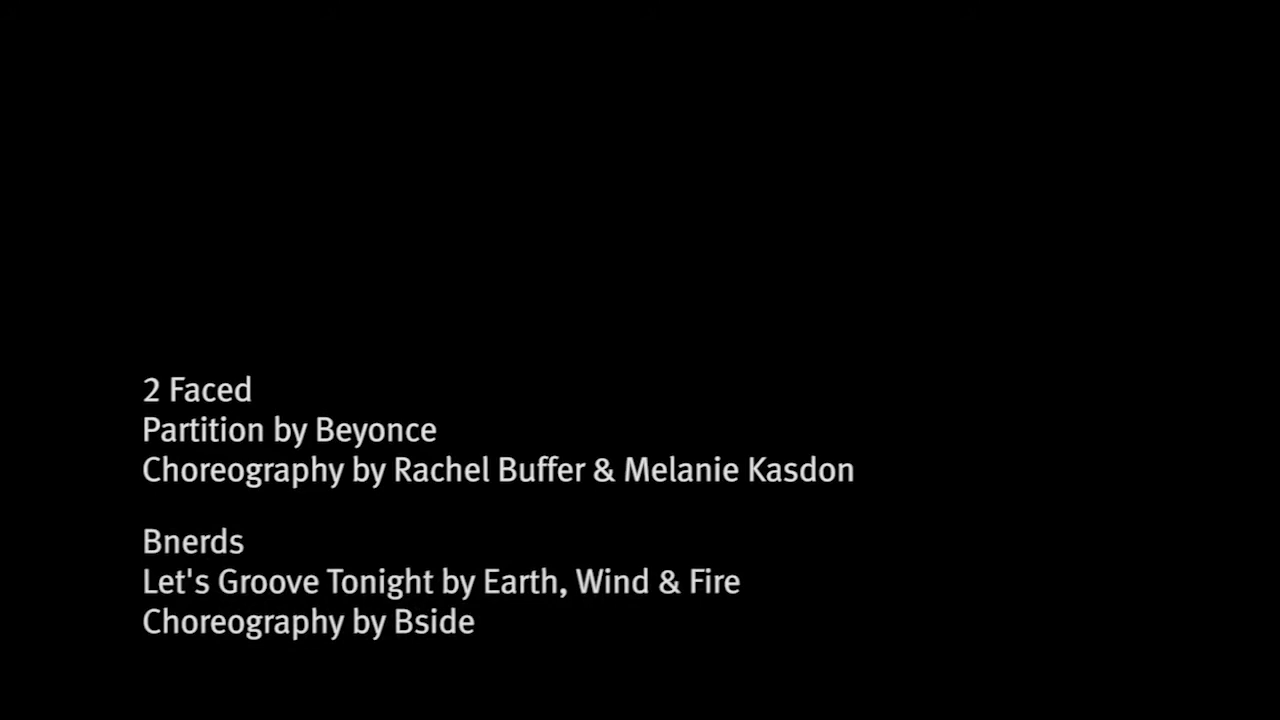 2 Faced
Partition by Beyonce
Choreography by Rachel Buffer & Melanie Kasdon
Bnerds
Let's Groove Tonight by Earth, Wind & Fire
Choreography by Bside